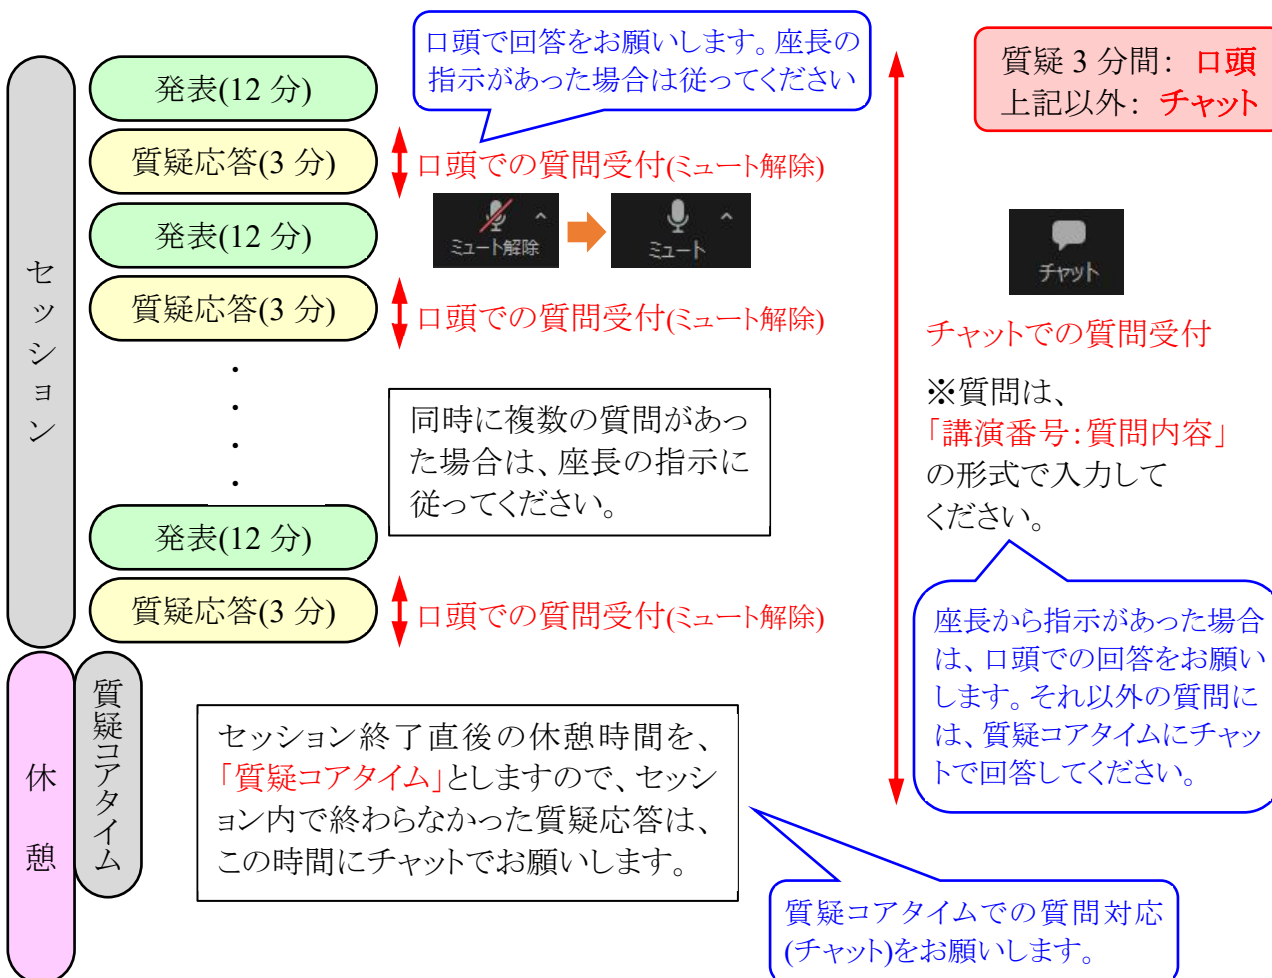 口頭で回答をお願いします。座長の
指示があった場合は従ってください
質疑 3 分間： 口頭
上記以外： チャット
セッション
発表(12 分)
質疑応答(3 分)
口頭での質問受付(ミュート解除)
発表(12 分)
ミュート解除
ミュート
チャット
質疑応答(3 分)
口頭での質問受付(ミュート解除)
チャットでの質問受付
※質問は、
「講演番号：質問内容」
の形式で入力して
ください。
・
・
・
・
同時に複数の質問があっ
た場合は、座長の指示に
従ってください。
発表(12 分)
質疑応答(3 分)
口頭での質問受付(ミュート解除)
座長から指示があった場合
は、口頭での回答をお願い
します。それ以外の質問に
は、質疑コアタイムにチャッ
トで回答してください。
休憩
質疑コアタイム
セッション終了直後の休憩時間を、
「質疑コアタイム」としますので、セッシ
ョン内で終わらなかった質疑応答は、
この時間にチャットでお願いします。
質疑コアタイムでの質問対応
(チャット)をお願いします。